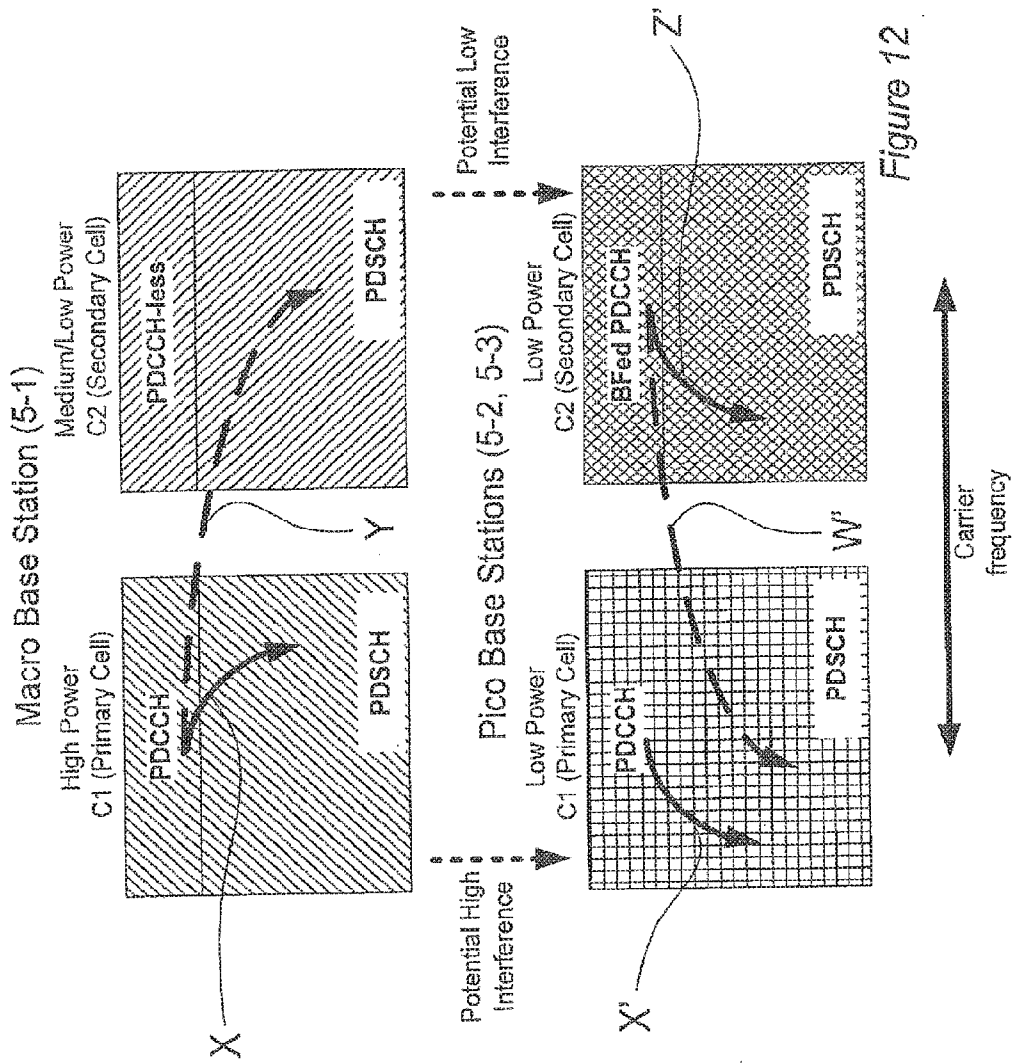 Macro Base Station (5-1)
High Power
C1 (Primary Cell)
Medium/Low Power
C2 (Secondary Cell)
PDCCH
PDCCH-less
PDSCH
PDSCH
X
Y
Potential High
Interference
Potential Low
Interference
Pico Base Stations (5-2, 5-3)
Low Power
C1 (Primary Cell)
Low Power
C2 (Secondary Cell)
PDCCH
BFed PDCCH
PDSCH
PDSCH
X'
W'
Z'
Carrier
frequency
Figure 12